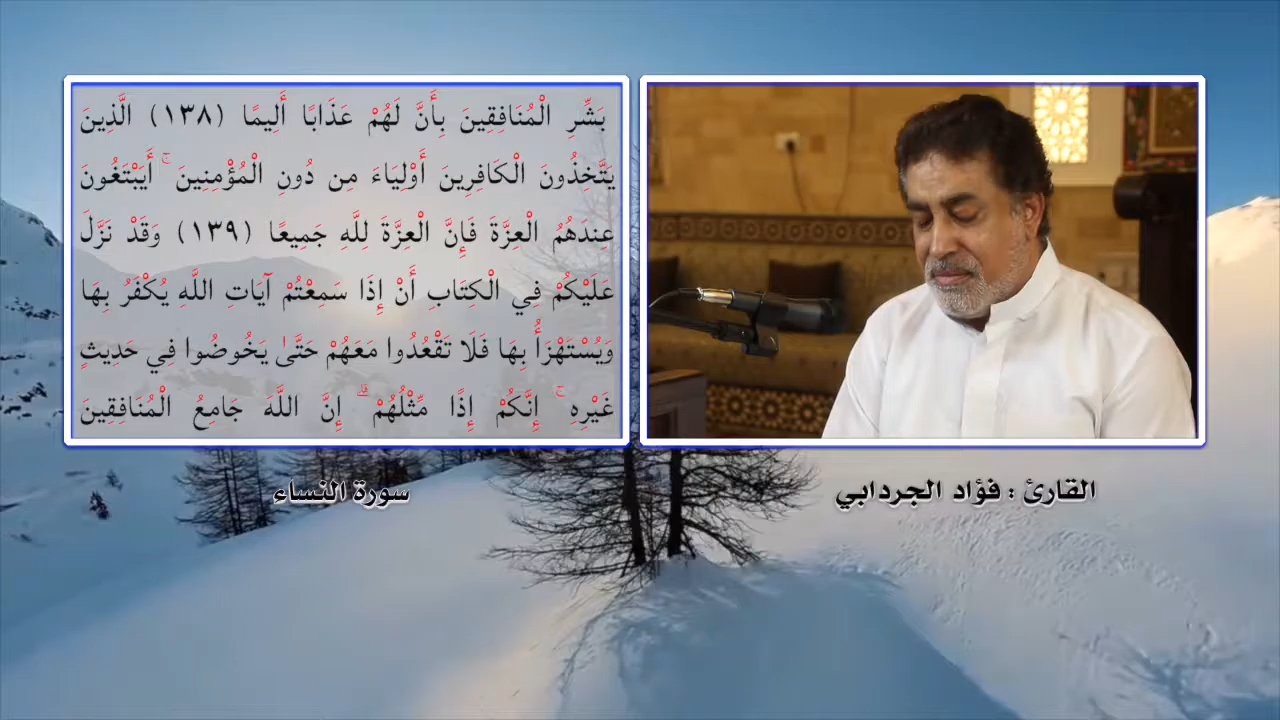 بَشِّرِ الْمُنَافِقِينَ بِأَنَّ لَهُمْ عَذَابًا أَلِيمًا (١٣٨) الَّذِينَ
يَتَّخِذُونَ الْكَافِرِينَ أَوْلِيَاءَ مِن دُونِ الْمُؤْمِنِينَ ۚ أَيَبْتَغُونَ
عِندَهُمُ الْعِزَّةَ فَإِنَّ الْعِزَّةَ لِلَّهِ جَمِيعًا (١٣٩) وَقَدْ نَزَّلَ
عَلَيْكُمْ فِي الْكِتَابِ أَنْ إِذَا سَمِعْتُمْ آيَاتِ اللَّهِ يُكْفَرُ بِهَا
وَيُسْتَهْزَأُ بِهَا فَلَا تَقْعُدُوا مَعَهُمْ حَتَّىٰ يَخُوضُوا فِي حَدِيثٍ
غَيْرِهِ ۚ إِنَّكُمْ إِذًا مِّثْلُهُمْ ۗ إِنَّ اللَّهَ جَامِعُ الْمُنَافِقِينَ
القارئ : فؤاد الجردابي
سورة النساء